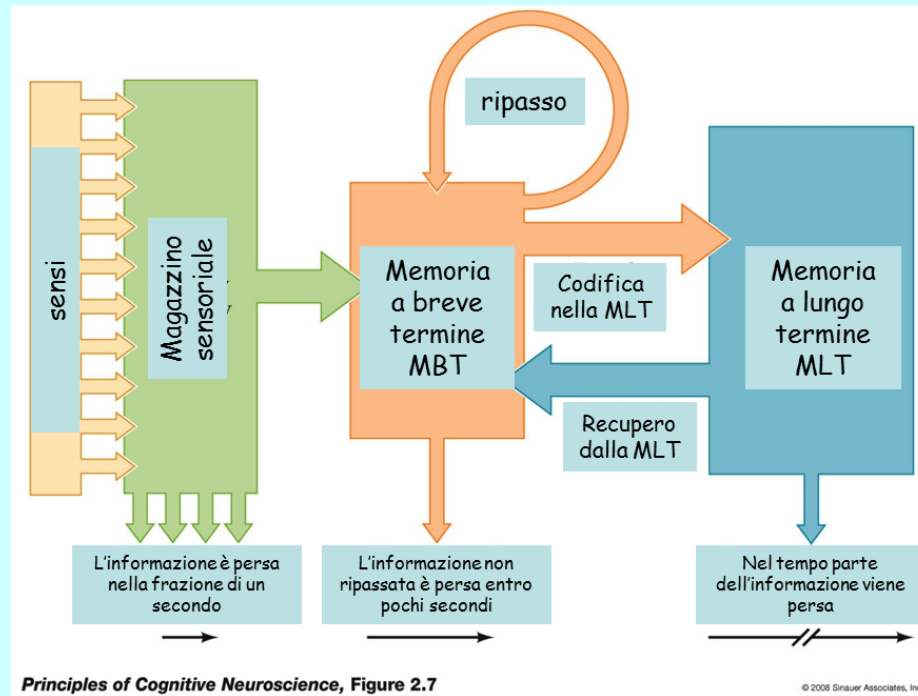 ripasso
sensi
Magazzino
sensoriale
Memoria
a breve
termine
MBT
Codifica
nella MLT
Memoria
a lungo
termine
MLT
Recupero
dalla MLT
L'informazione è persa
nella frazione di un
secondo
L'informazione non
ripassata è persa entro
pochi secondi
Nel tempo parte
dell'informazione viene
persa
Principles of Cognitive Neuroscience, Figure 2.7
© 2008 Sinauer Associates, Inc